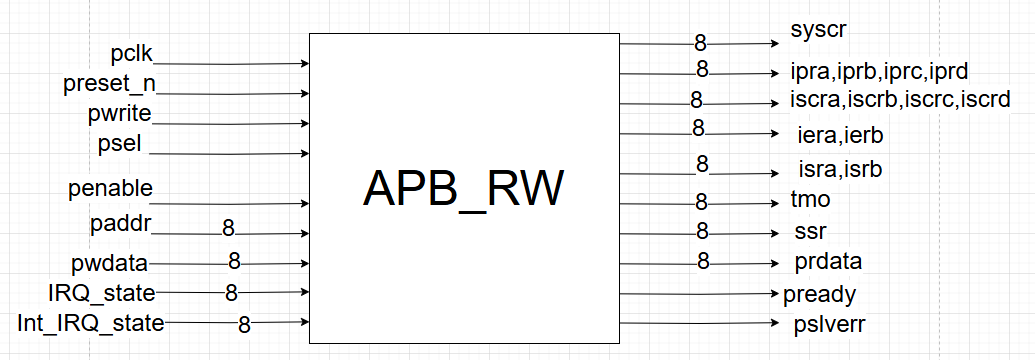 pclk
preset_n
pwrite
psel
penable
paddr 8
pwdata 8
IRQ_state 8
Int_IRQ_state 8
APB_RW
8 syscr
8 ipra,iprb,iprc,iprd
8 iscra,iscrb,iscrc,iscrd
8 iera,ierb
8 isra,isrb
8 tmo
8 ssr
8 prdata
pready
pslverr